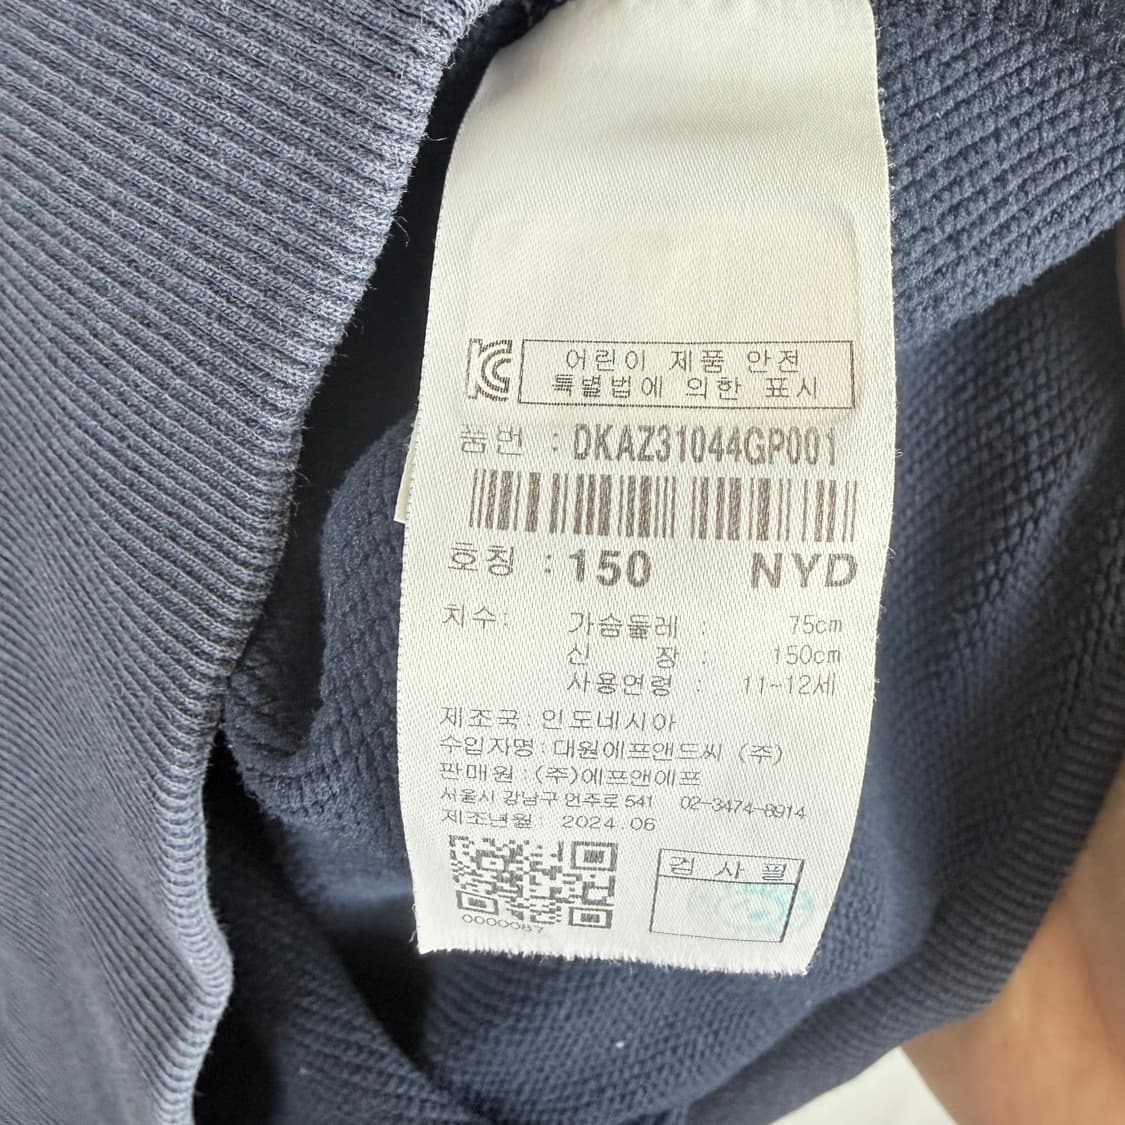 KC 어린이 제품 안전
특별법에 의한 표시
품번 : DKAZ31044GP001
호칭 : 150 NYD
치수: 가슴둘레 : 75cm
신 장 : 150cm
사용연령 : 11~12세
제조국: 인도네시아
수입자명: 대원에프앤드씨 (주)
판매원 : (주)에프앤에프
서울시 강남구 언주로 541 02-3474-8914
제조년월: 2024.06
0000087
검 사 필